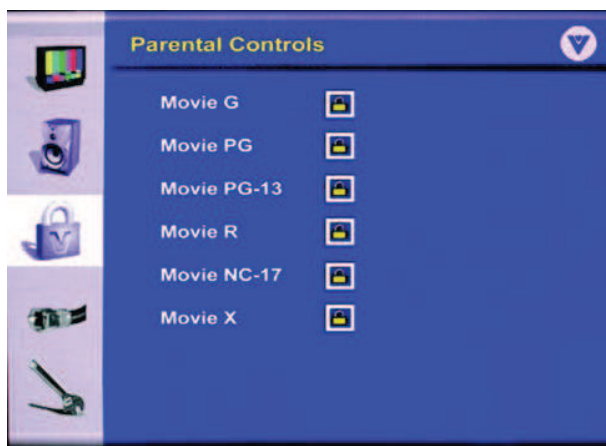 Parental Controls
Movie G
Movie PG
Movie PG-13
Movie R
Movie NC-17
Movie X